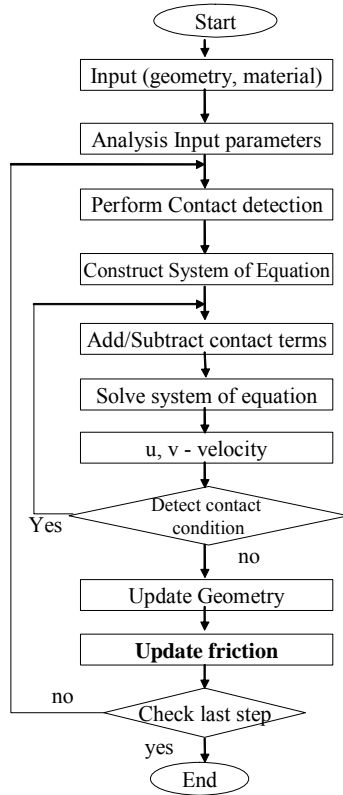 Start
Input (geometry, material)
Analysis Input parameters
Perform Contact detection
Construct System of Equation
Add/Subtract contact terms
Solve system of equation
u, v - velocity
Detect contact
condition
Yes
no
Update Geometry
Update friction
no
Check last step
yes
End